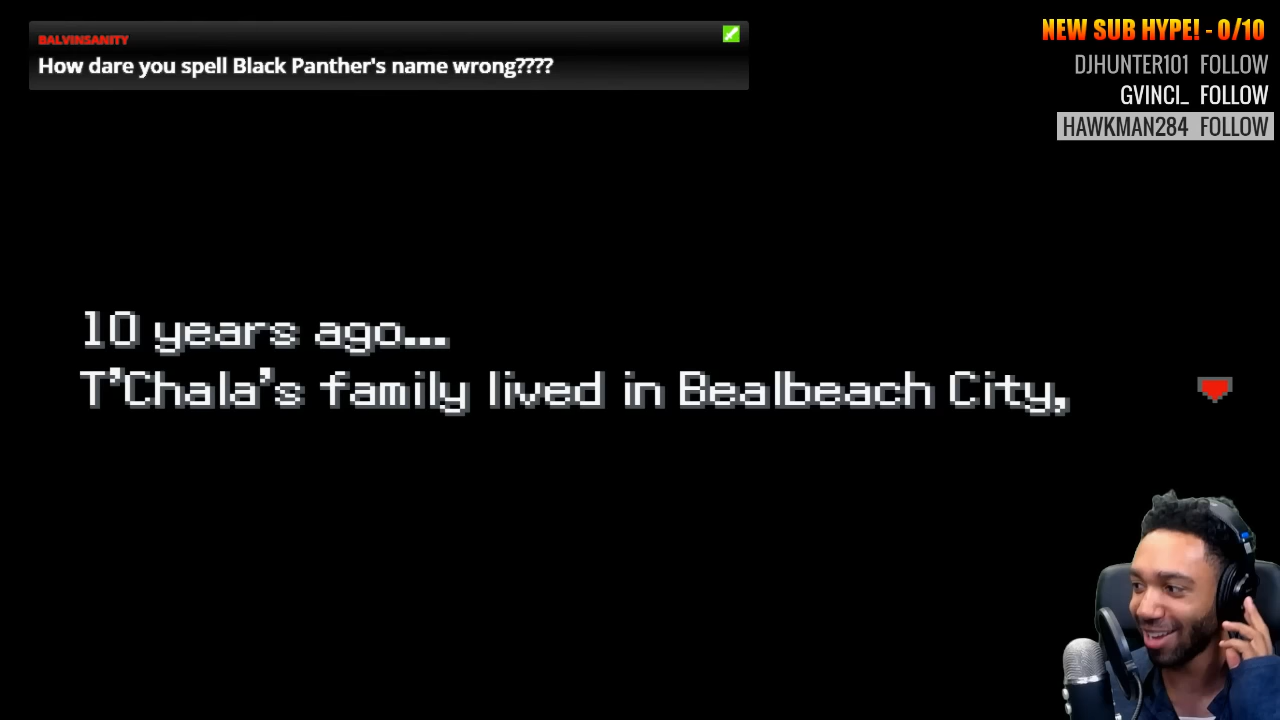 BALVINSANITY
How dare you spell Black Panther's name wrong????
NEW SUB HYPE! - 0/10
DJHUNTER101 FOLLOW
GVINCI_ FOLLOW
HAWKMAN284 FOLLOW
10 years ago...
T'Chala's family lived in Bealbeach City,